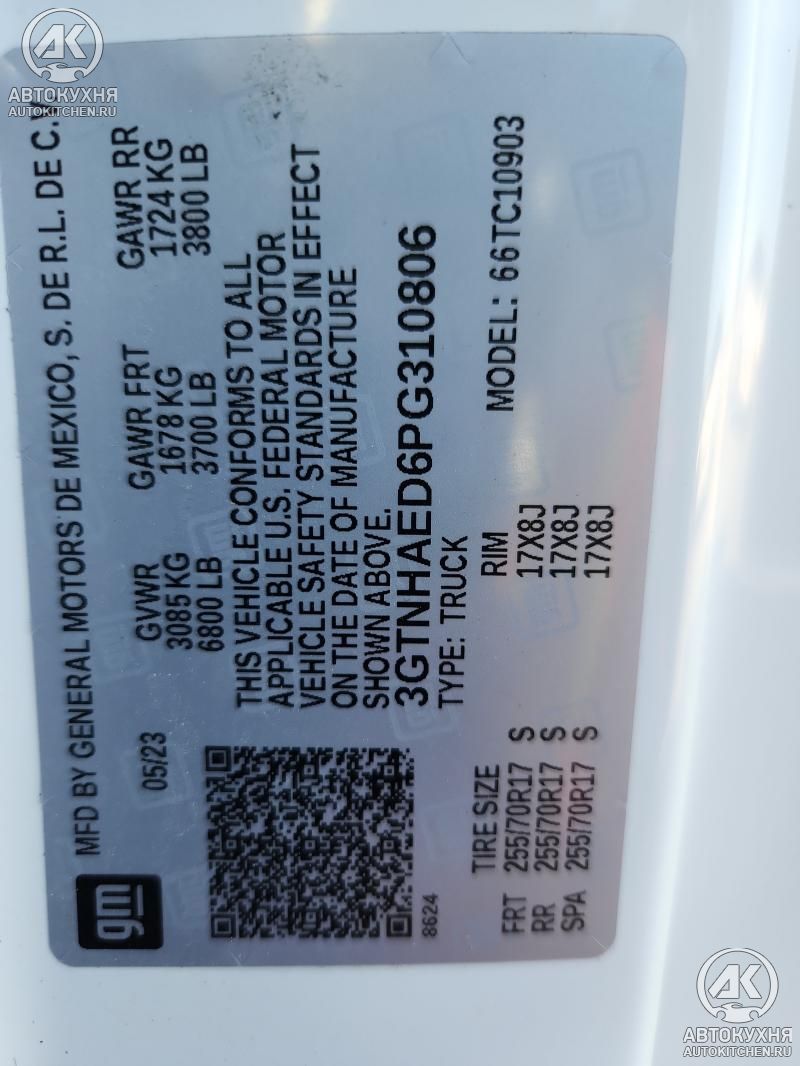 АВТОКУХНЯ
AUTOKITCHEN.RU
gm
MFD BY GENERAL MOTORS DE MEXICO, S. DE R.L. DE C.V
05/23
GVWR GAWR FRT GAWR RR
3085 KG 1678 KG 1724 KG
6800 LB 3700 LB 3800 LB
THIS VEHICLE CONFORMS TO ALL
APPLICABLE U.S. FEDERAL MOTOR
VEHICLE SAFETY STANDARDS IN EFFECT
ON THE DATE OF MANUFACTURE
SHOWN ABOVE.
3GTNHAED6PG310806
TYPE: TRUCK
8624
MODEL: 66TC10903
TIRE SIZE RIM
FRT 255/70R17 S 17X8J
RR 255/70R17 S 17X8J
SPA 255/70R17 S 17X8J
АВТОКУХНЯ
AUTOKITCHEN.RU